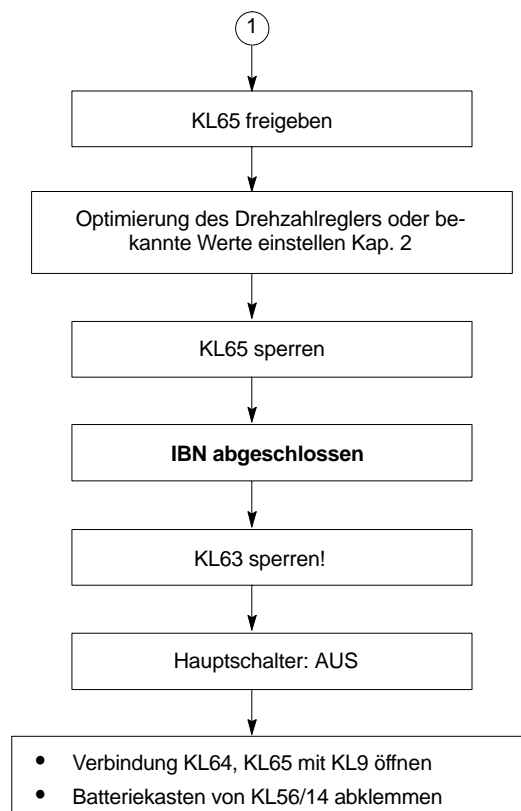 1
KL65 freigeben
Optimierung des Drehzahlreglers oder be-
kannte Werte einstellen Kap. 2
KL65 sperren
IBN abgeschlossen
KL63 sperren!
Hauptschalter: AUS
• Verbindung KL64, KL65 mit KL9 öffnen
• Batteriekasten von KL56/14 abklemmen